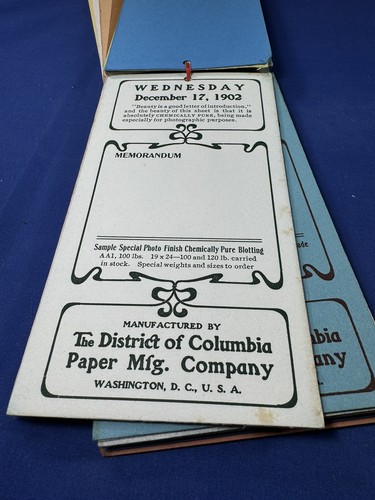 WEDNESDAY
December 17, 1902
"Beauty is a good letter of introduction,"
and the beauty of this sheet is that it is
absolutely CHEMICALLY PURE, being made
especially for photographic purposes.
MEMORANDUM
Sample Special Photo Finish Chemically Pure Blotting
AA1, 100 lbs. 19 x 24—100 and 120 lb. carried
in stock. Special weights and sizes to order
MANUFACTURED BY
The District of Columbia
Paper Mfg. Company
WASHINGTON, D. C., U. S. A.